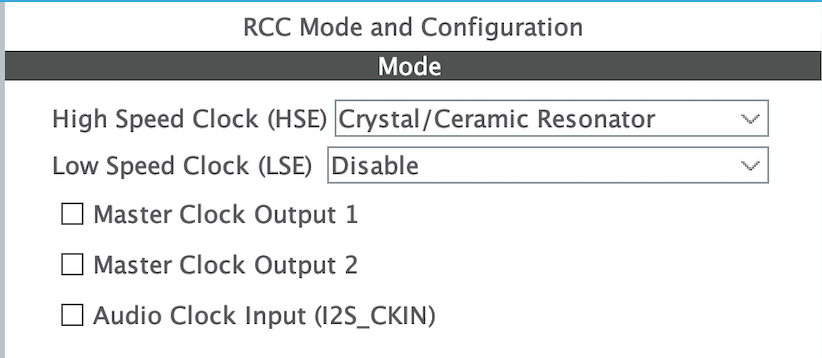 RCC Mode and Configuration
Mode
High Speed Clock (HSE) Crystal/Ceramic Resonator
Low Speed Clock (LSE) Disable
Master Clock Output 1
Master Clock Output 2
Audio Clock Input (I2S_CKIN)